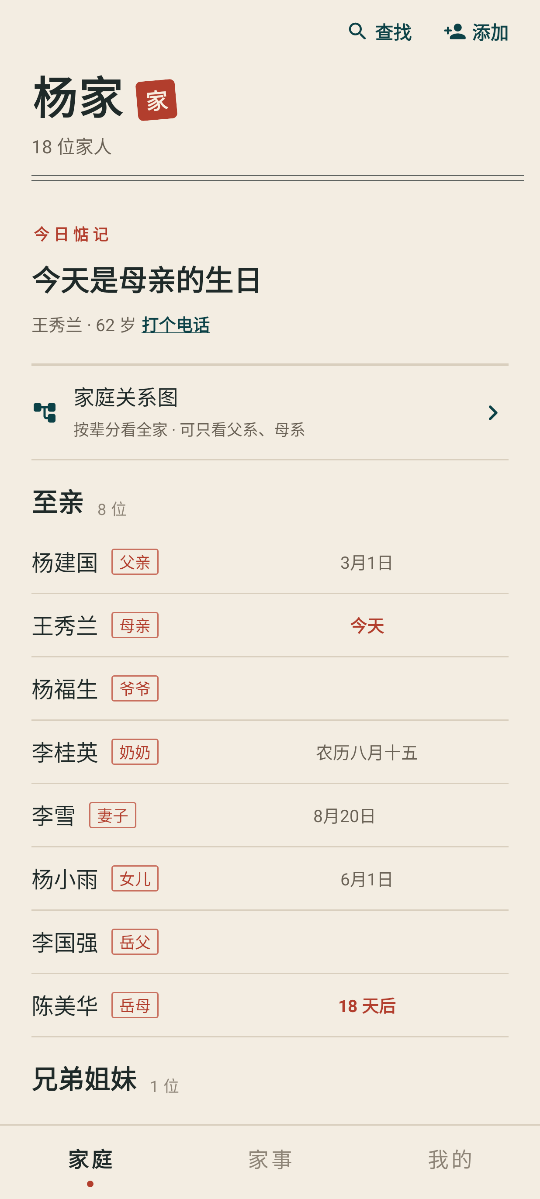 查找 添加
杨家 家
18 位家人
今日惦记
今天是母亲的生日
王秀兰 · 62 岁 打个电话
家庭关系图
按辈分看全家 · 可只看父系、母系
至亲 8 位
杨建国 父亲 3月1日
王秀兰 母亲 今天
杨福生 爷爷
李桂英 奶奶 农历八月十五
李雪 妻子 8月20日
杨小雨 女儿 6月1日
李国强 岳父
陈美华 岳母 18 天后
兄弟姐妹 1 位
家庭 家事 我的